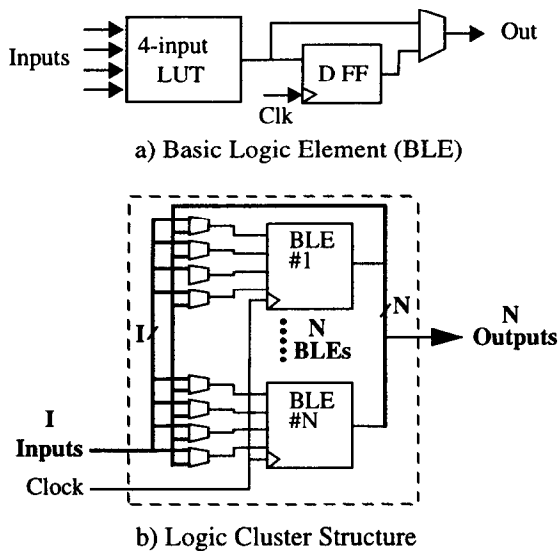 Inputs
4-input
LUT
D FF
Clk
Out
a) Basic Logic Element (BLE)
BLE
#1
I
N
N
BLEs
N
Outputs
BLE
#N
I
Inputs
Clock
b) Logic Cluster Structure